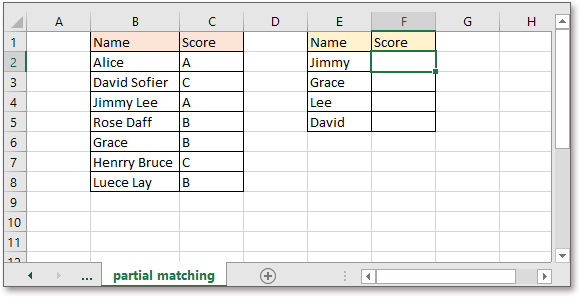 A B C D E F G H
1 Name Score Name Score
2 Alice A Jimmy
3 David Sofier C Grace
4 Jimmy Lee A Lee
5 Rose Daff B David
6 Grace B
7 Henrry Bruce C
8 Luece Lay B
9
10
11
12
... partial matching